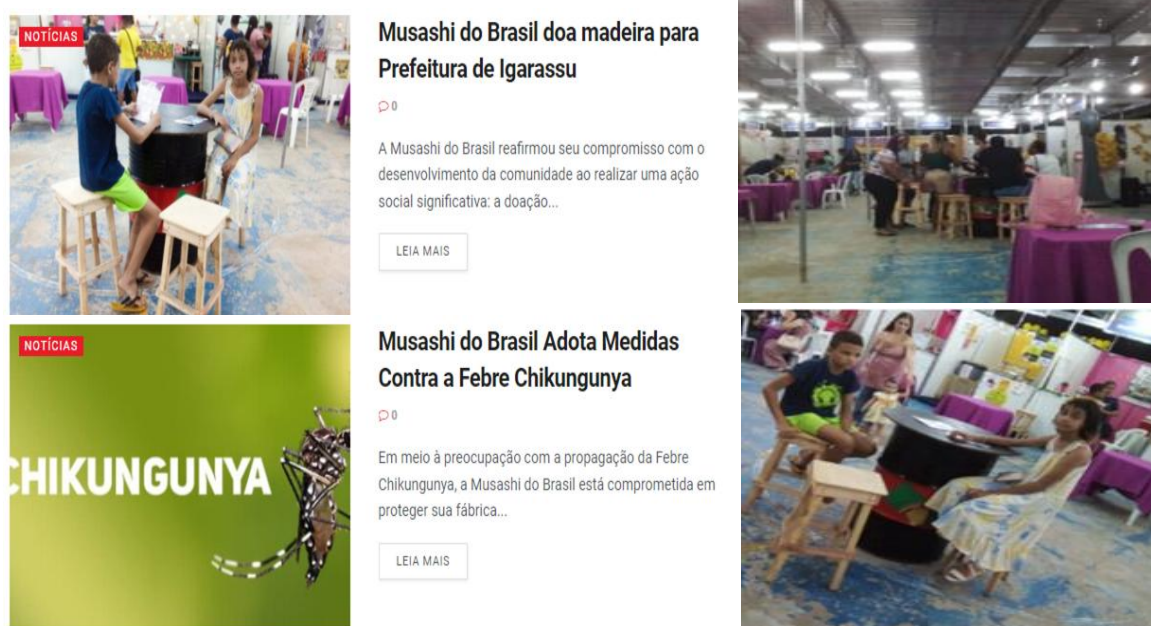 NOTÍCIAS
Musashi do Brasil doa madeira para
Prefeitura de Igarassu
0
A Musashi do Brasil reafirmou seu compromisso com o
desenvolvimento da comunidade ao realizar uma ação
social significativa: a doação...
LEIA MAIS
NOTÍCIAS
CHIKUNGUNYA
Musashi do Brasil Adota Medidas
Contra a Febre Chikungunya
0
Em meio à preocupação com a propagação da Febre
Chikungunya, a Musashi do Brasil está comprometida em
proteger sua fábrica...
LEIA MAIS